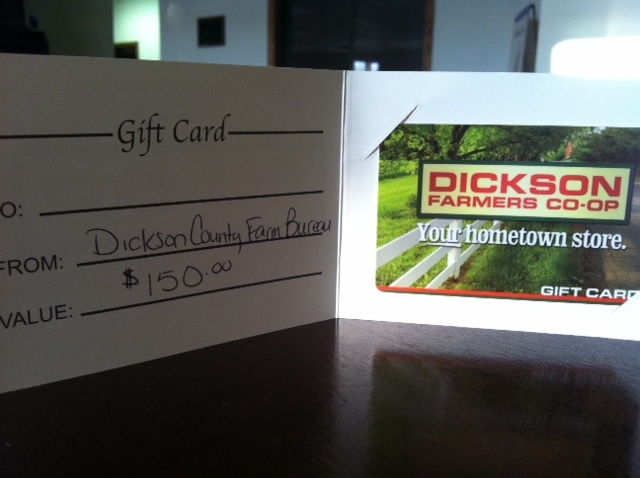 Gift Card
O:
FROM: Dickson County Farm Bureau
VALUE: $150.00
DICKSON
FARMERS CO-OP
Your hometown store.
GIFT CARD